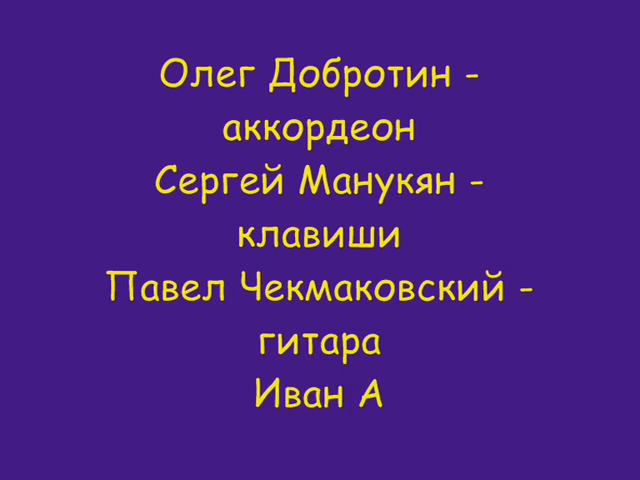 Олег Добротин -
аккордеон
Сергей Манукян -
клавиши
Павел Чекмаковский -
гитара
Иван А